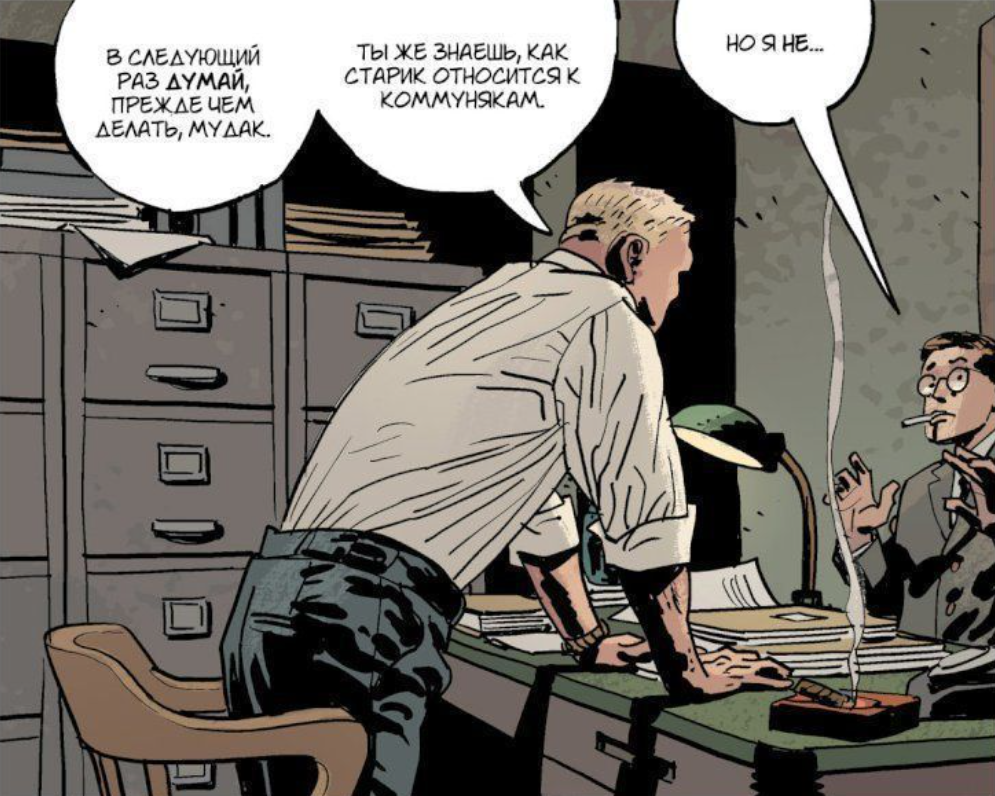 В СЛЕДУЮЩИЙ
РАЗ ДУМАЙ,
ПРЕЖДЕ ЧЕМ
ДЕЛАТЬ, МУДАК.
ТЫ ЖЕ ЗНАЕШЬ, КАК
СТАРИК ОТНОСИТСЯ К
КОММУНЯКАМ.
НО Я НЕ...